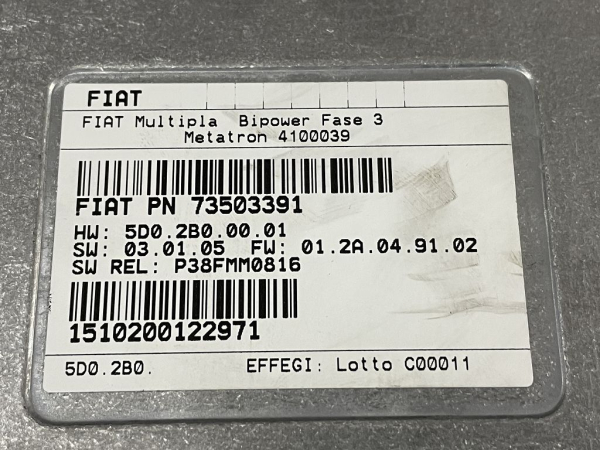 FIAT
FIAT Multipla Bipower Fase 3
Metatron 4100039
FIAT PN 73503391
HW: 5D0.2B0.00.01
SW: 03.01.05 FW: 01.2A.04.91.02
SW REL: P38FMM0816
1510200122971
5D0.2B0. EFFEGI: Lotto C00011